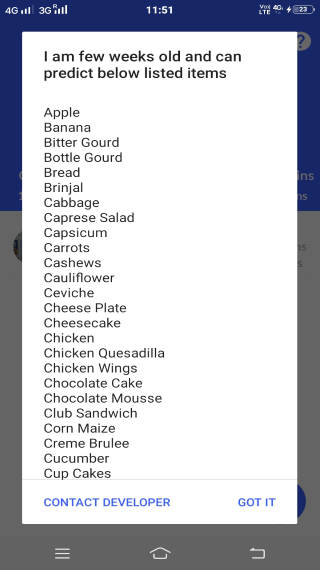 4G 3G R 11:51 VoLTE 4G 23
?
I am few weeks old and can
predict below listed items
Apple
Banana
Bitter Gourd
Bottle Gourd
Bread
Brinjal
Cabbage
Caprese Salad
Capsicum
Carrots
Cashews
Cauliflower
Ceviche
Cheese Plate
Cheesecake
Chicken
Chicken Quesadilla
Chicken Wings
Chocolate Cake
Chocolate Mousse
Club Sandwich
Corn Maize
Creme Brulee
Cucumber
Cup Cakes
CONTACT DEVELOPER GOT IT